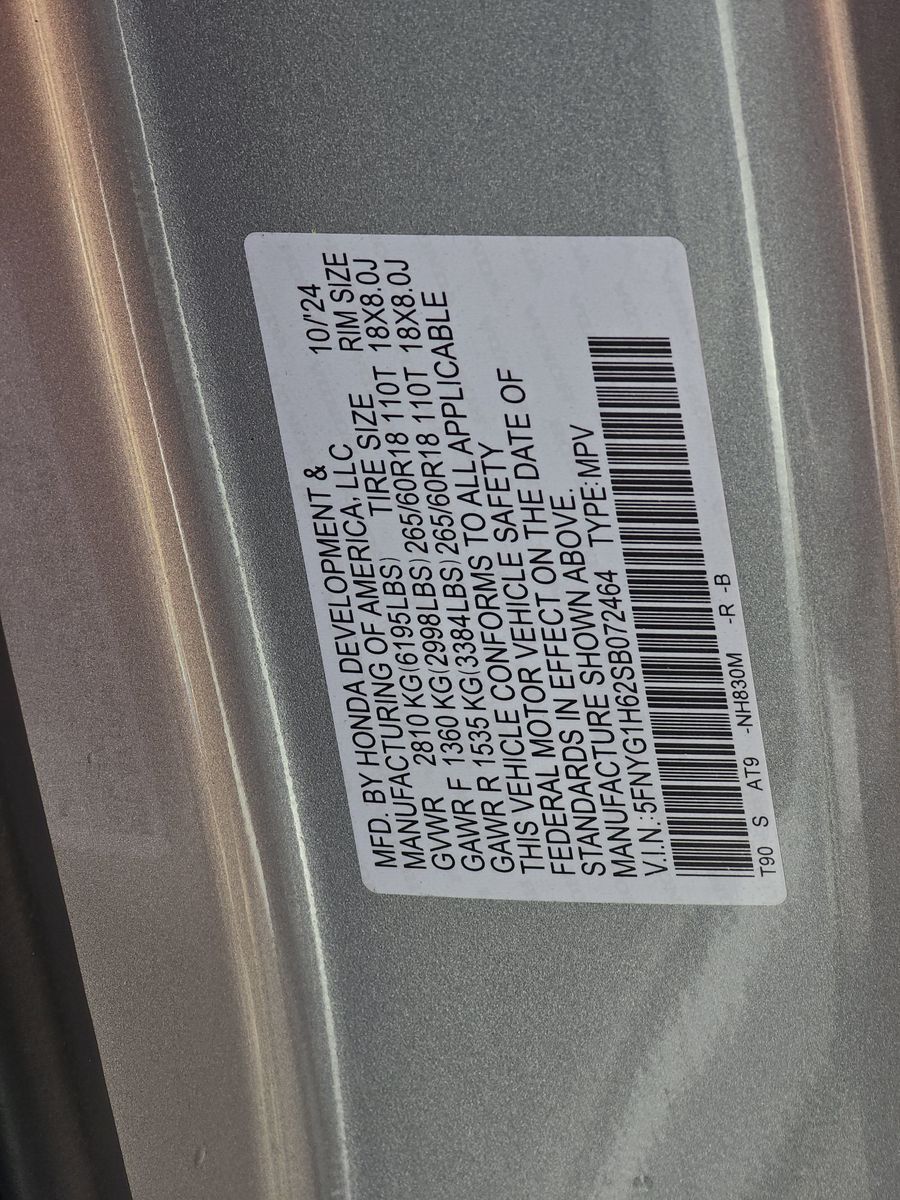 MFD. BY HONDA DEVELOPMENT & 10/'24
MANUFACTURING OF AMERICA, LLC RIM SIZE
GVWR 2810 KG(6195LBS) TIRE SIZE 18X8.0J
GAWR F 1360 KG(2998LBS) 265/60R18 110T 18X8.0J
GAWR R 1535 KG(3384LBS) 265/60R18 110T
THIS VEHICLE CONFORMS TO ALL APPLICABLE
FEDERAL MOTOR VEHICLE SAFETY
STANDARDS IN EFFECT ON THE DATE OF
MANUFACTURE SHOWN ABOVE.
V.I.N.:5FNYG1H62SB072464 TYPE:MPV
T90 S AT9 -NH830M -R -B